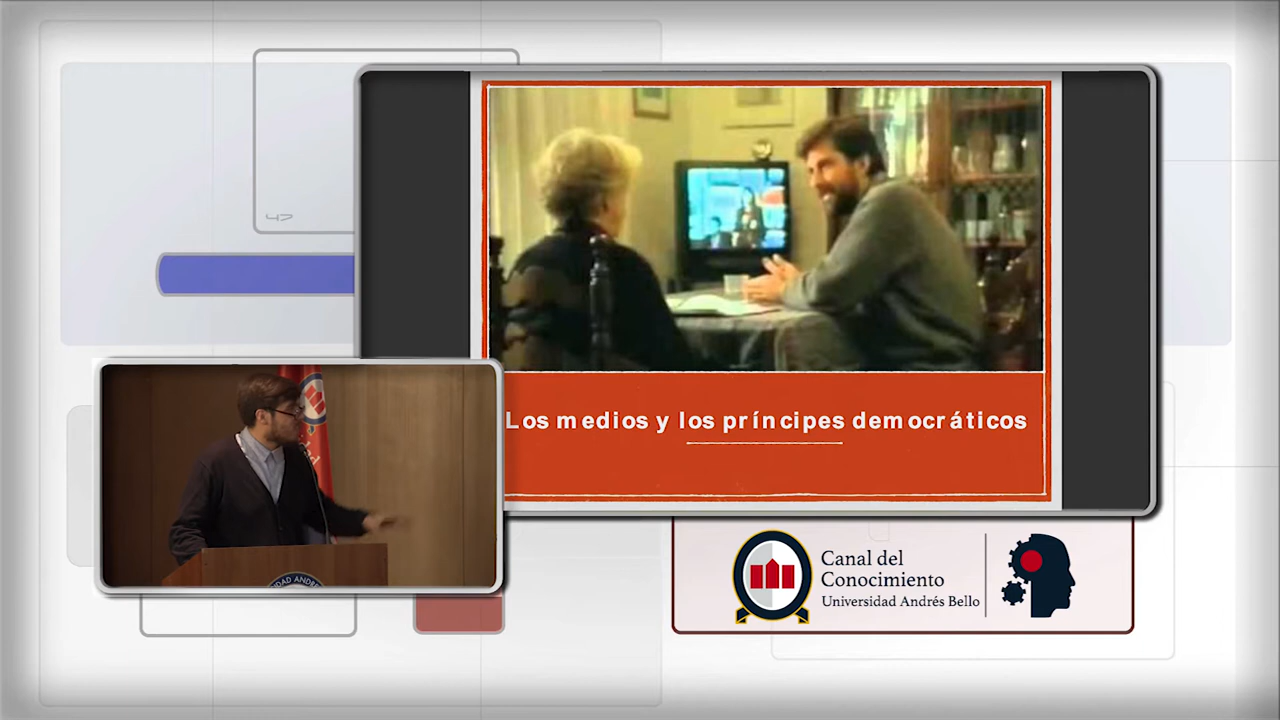 Los medios y los príncipes democráticos
Canal del
Conocimiento
Universidad Andrés Bello